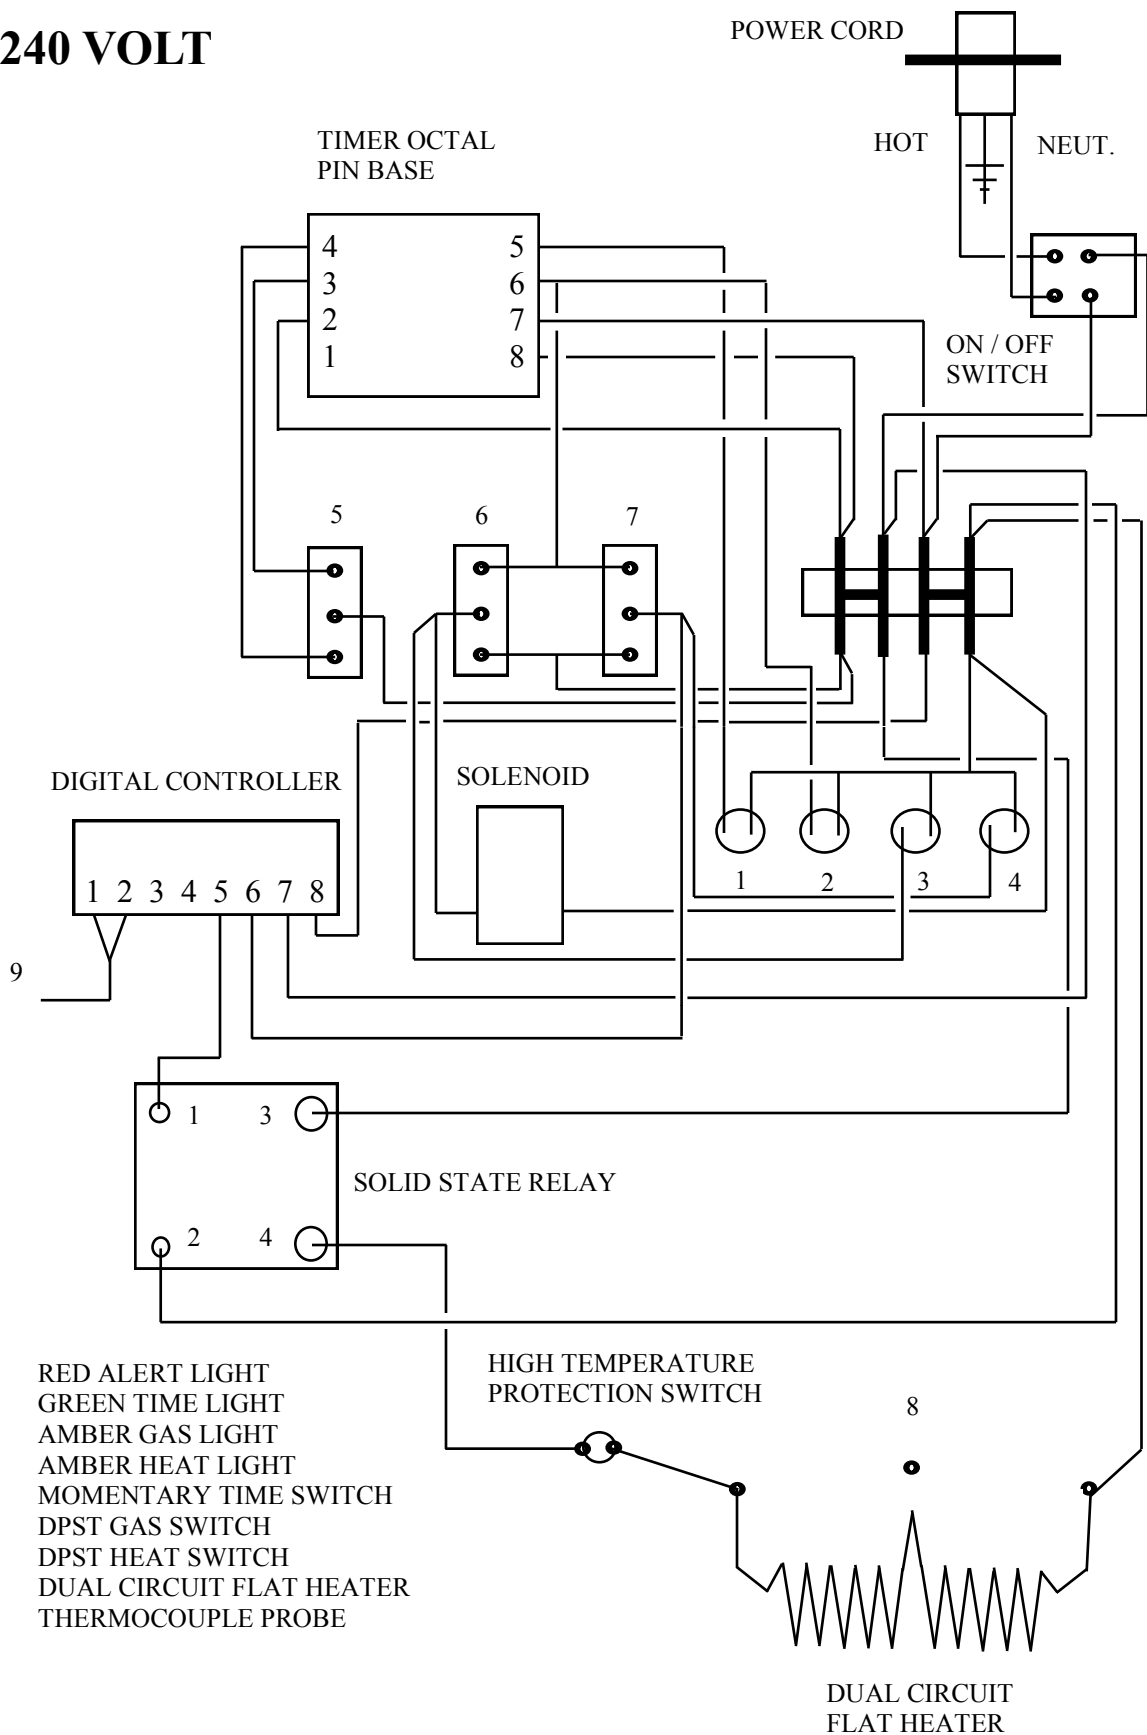 240 VOLT
POWER CORD
HOT
NEUT.
TIMER OCTAL
PIN BASE
4 5
3 6
2 7
1 8
ON / OFF
SWITCH
5 6 7
DIGITAL CONTROLLER
SOLENOID
1 2 3 4 5 6 7 8
1 2 3 4
9
1 3
SOLID STATE RELAY
2 4
HIGH TEMPERATURE
PROTECTION SWITCH
8
RED ALERT LIGHT
GREEN TIME LIGHT
AMBER GAS LIGHT
AMBER HEAT LIGHT
MOMENTARY TIME SWITCH
DPST GAS SWITCH
DPST HEAT SWITCH
DUAL CIRCUIT FLAT HEATER
THERMOCOUPLE PROBE
DUAL CIRCUIT
FLAT HEATER